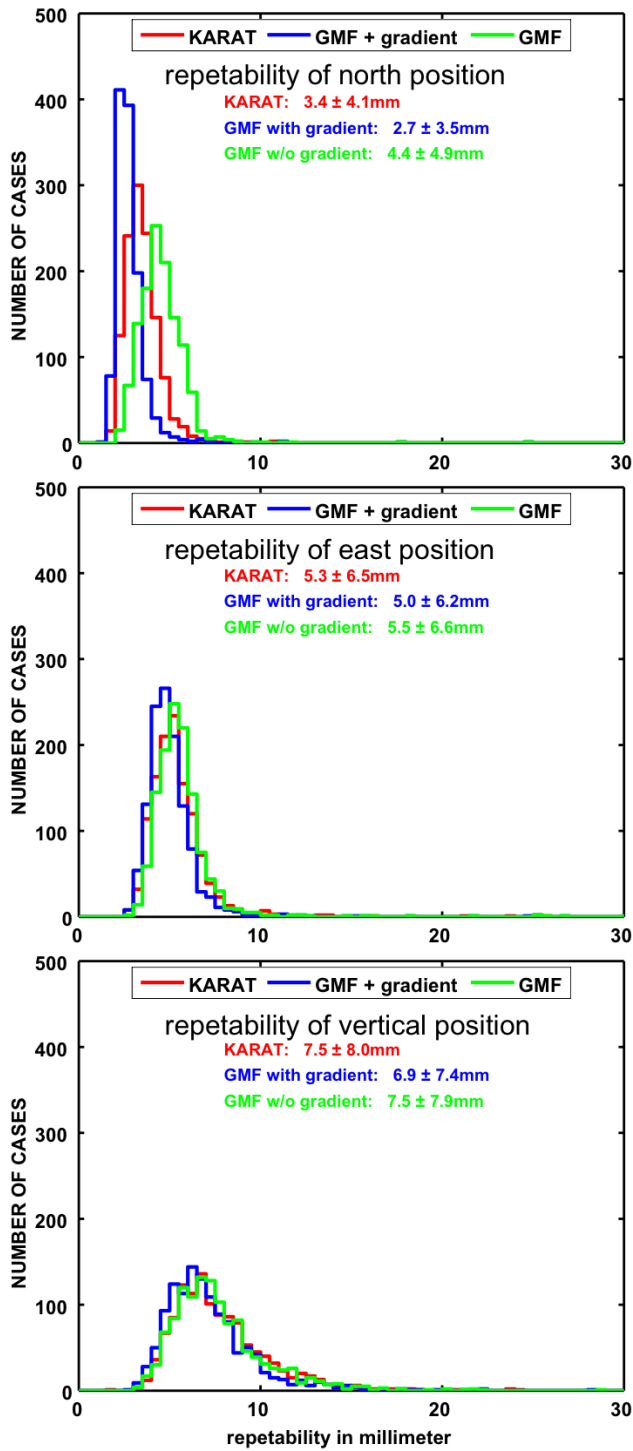 500
KARAT GMF + gradient GMF
repetability of north position
KARAT: 3.4 ± 4.1mm
GMF with gradient: 2.7 ± 3.5mm
GMF w/o gradient: 4.4 ± 4.9mm
400
300
200
100
0
NUMBER OF CASES
0 10 20 30
500
KARAT GMF + gradient GMF
repetability of east position
KARAT: 5.3 ± 6.5mm
GMF with gradient: 5.0 ± 6.2mm
GMF w/o gradient: 5.5 ± 6.6mm
400
300
200
100
0
NUMBER OF CASES
0 10 20 30
500
KARAT GMF + gradient GMF
repetability of vertical position
KARAT: 7.5 ± 8.0mm
GMF with gradient: 6.9 ± 7.4mm
GMF w/o gradient: 7.5 ± 7.9mm
400
300
200
100
0
NUMBER OF CASES
0 10 20 30
repetability in millimeter